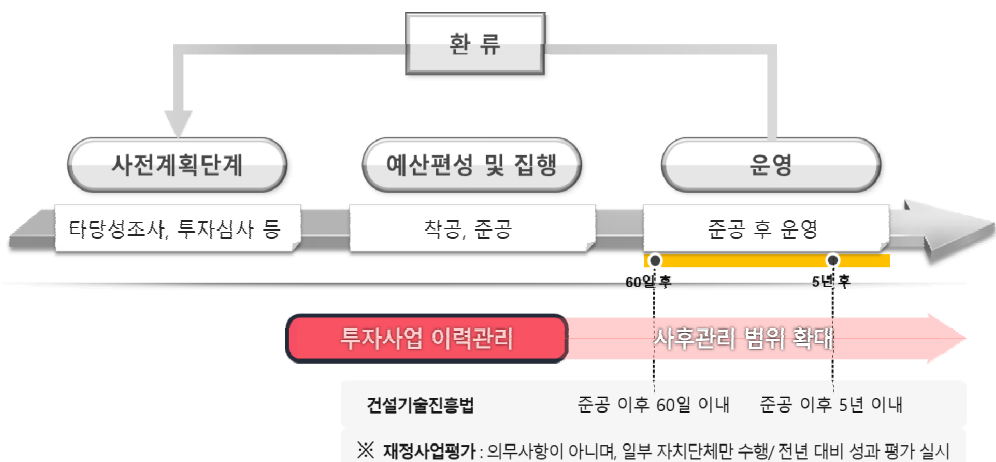 환 류
사전계획단계
예산편성 및 집행
운영
타당성조사, 투자심사 등
착공, 준공
준공 후 운영
60일 후
5년 후
투자사업 이력관리
사후관리 범위 확대
건설기술진흥법
준공 이후 60일 이내
준공 이후 5년 이내
※ 재정사업평가 : 의무사항이 아니며, 일부 자치단체만 수행/ 전년 대비 성과 평가 실시